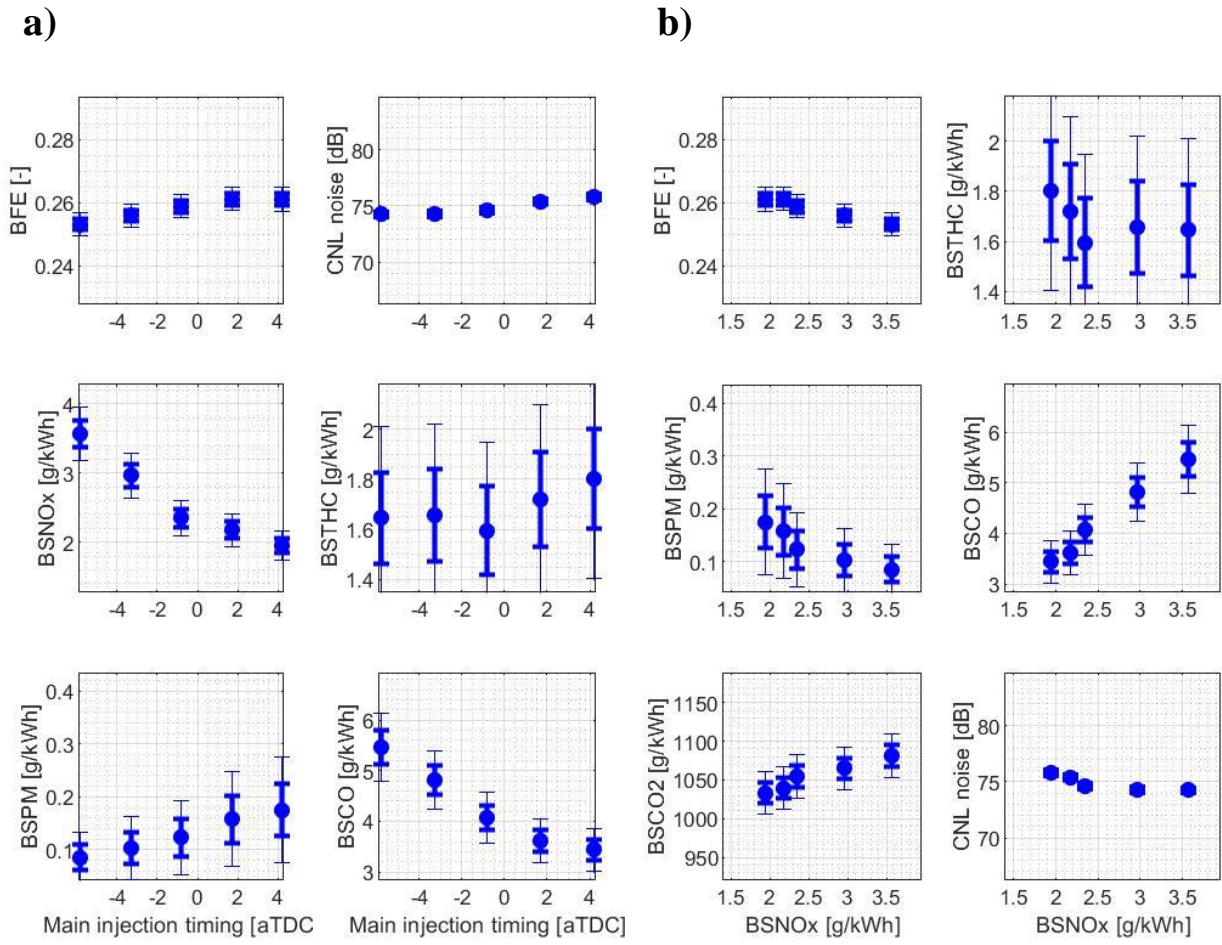 a)
b)
BFE [-]
0.28
0.26
0.24
-4 -2 0 2 4
CNL noise [dB]
80
75
70
-4 -2 0 2 4
BFE [-]
0.28
0.26
0.24
1.5 2 2.5 3 3.5
BSTHC [g/kWh]
2
1.8
1.6
1.4
1.5 2 2.5 3 3.5
BSNOx [g/kWh]
4
3
2
-4 -2 0 2 4
BSTHC [g/kWh]
2
1.8
1.6
1.4
-4 -2 0 2 4
BSPM [g/kWh]
0.4
0.3
0.2
0.1
1.5 2 2.5 3 3.5
BSCO [g/kWh]
6
5
4
3
1.5 2 2.5 3 3.5
BSPM [g/kWh]
0.4
0.3
0.2
0.1
-4 -2 0 2 4
Main injection timing [aTDC
BSCO [g/kWh]
6
5
4
3
-4 -2 0 2 4
Main injection timing [aTDC]
BSCO2 [g/kWh]
1150
1100
1050
1000
950
1.5 2 2.5 3 3.5
BSNOx [g/kWh]
CNL noise [dB]
80
75
70
1.5 2 2.5 3 3.5
BSNOx [g/kWh]